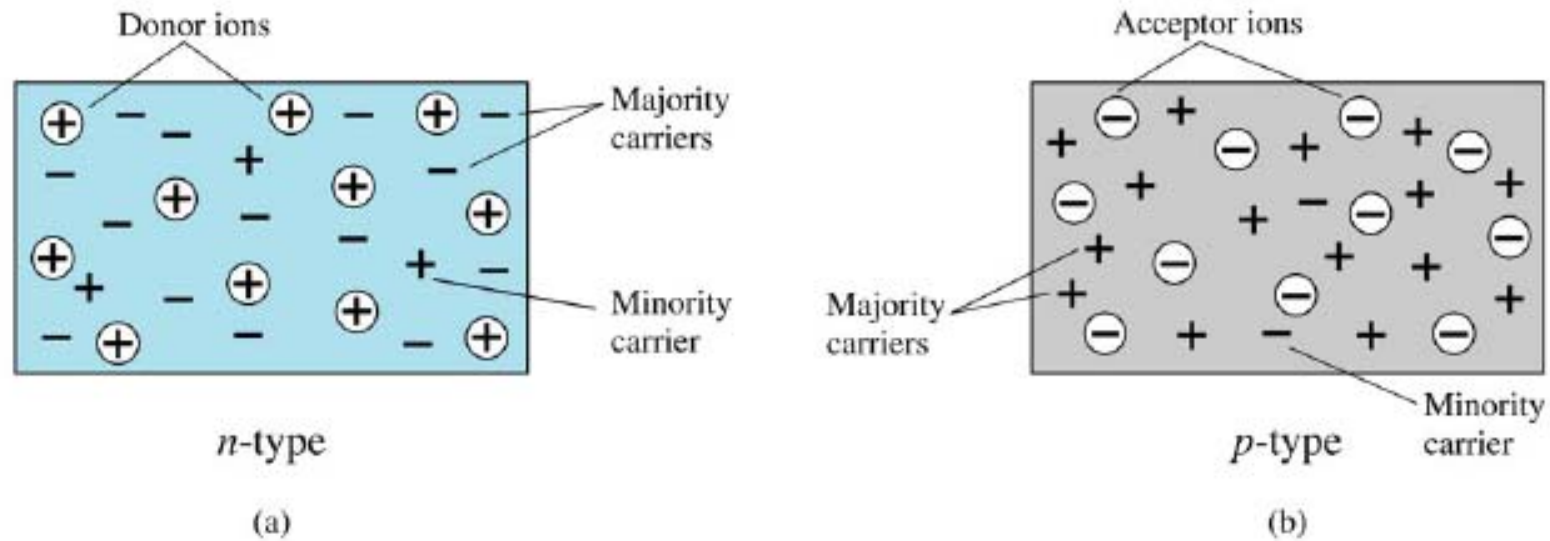 Donor ions
Majority
carriers
Minority
carrier
n-type
(a)
Acceptor ions
Majority
carriers
Minority
carrier
p-type
(b)